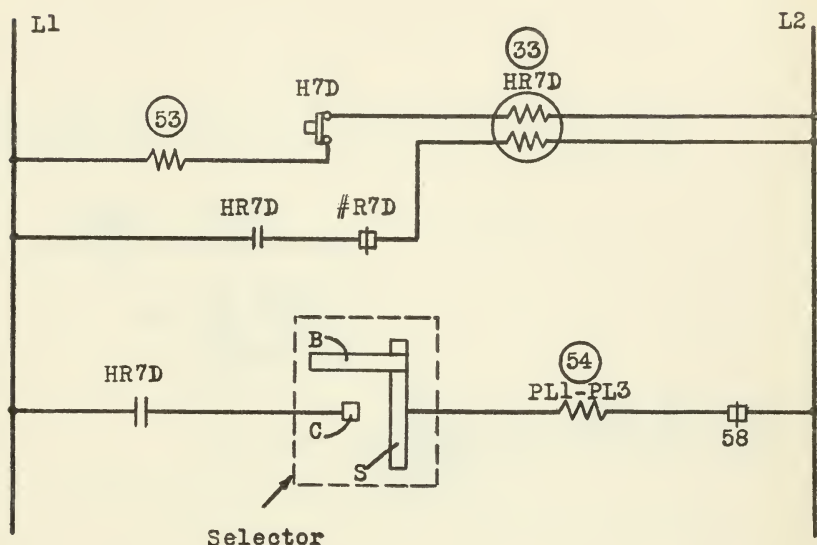 L1
L2
33
HR7D
H7D
53
HR7D
#R7D
B
HR7D
54
PL1-PL3
C
58
S
Selector